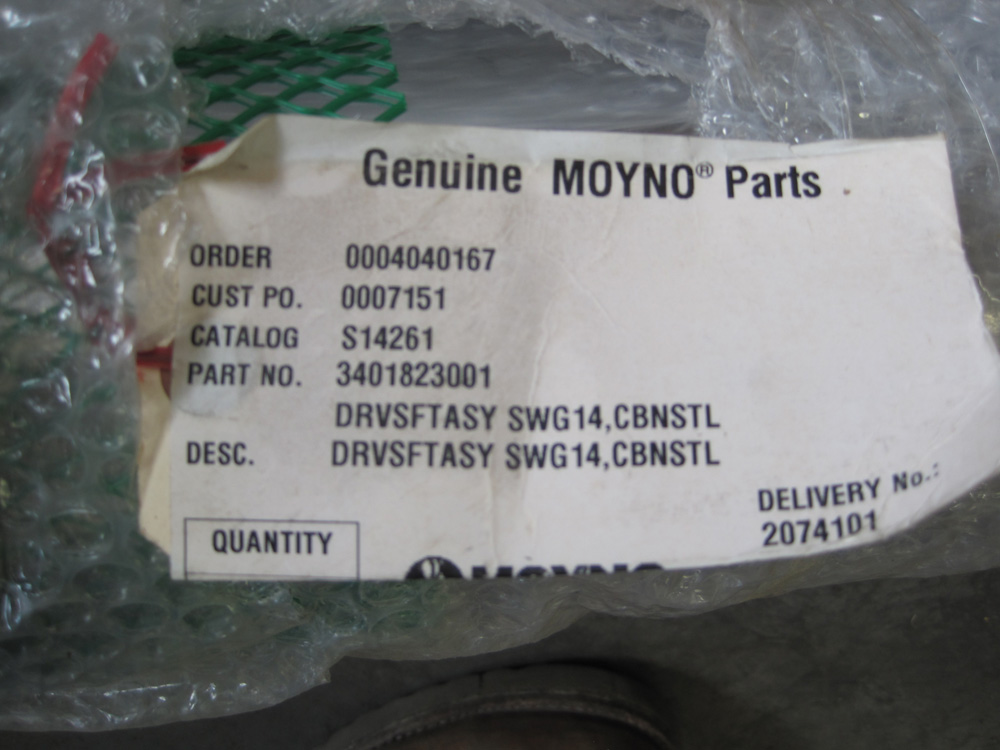 Genuine MOYNO® Parts
ORDER 0004040167
CUST PO. 0007151
CATALOG S14261
PART NO. 3401823001
DRVSFTASY SWG14,CBNSTL
DESC. DRVSFTASY SWG14,CBNSTL
DELIVERY No.:
2074101
QUANTITY
MOYNO